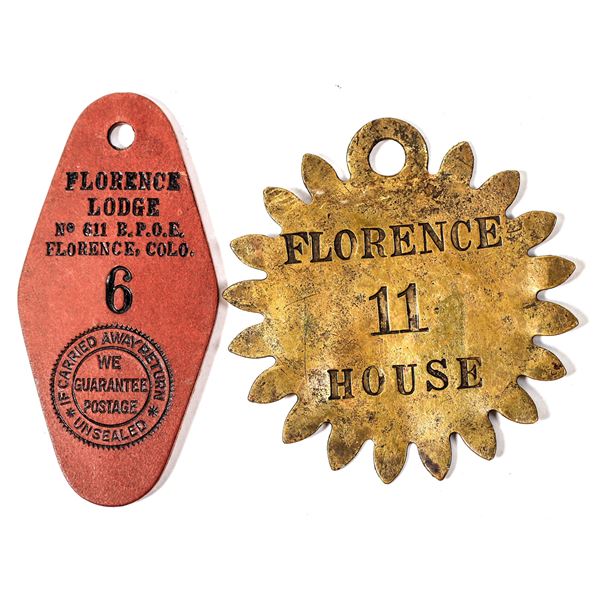 FLORENCE
LODGE
No 611 B.P.O.E.
FLORENCE, COLO.
6
IF CARRIED AWAY RETURN
WE
GUARANTEE
POSTAGE
* UNSEALED *
FLORENCE
11
HOUSE